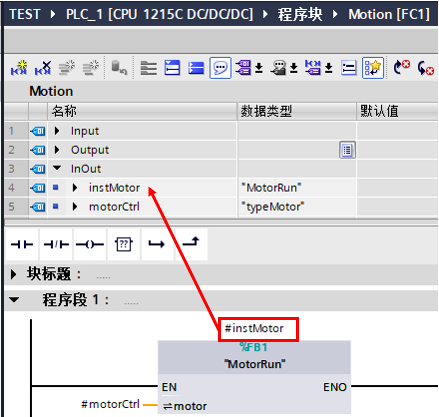 TEST ▸ PLC_1 [CPU 1215C DC/DC/DC] ▸ 程序块 ▸ Motion [FC1]
Motion
名称 数据类型 默认值
1 Input
2 Output
3 InOut
4 instMotor "MotorRun"
5 motorCtrl "typeMotor"
??
块标题： .....
程序段 1： .....
#instMotor
%FB1
"MotorRun"
EN ENO
#motorCtrl motor